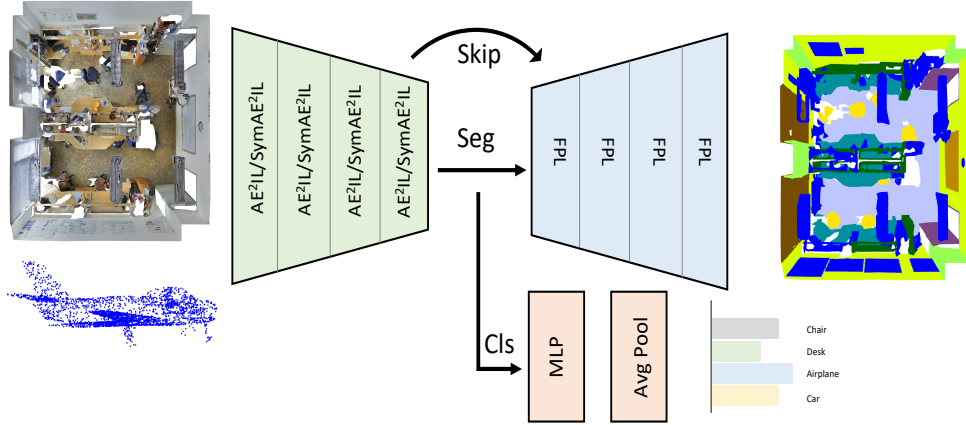 Skip
AE²IL/SymAE²IL
AE²IL/SymAE²IL
AE²IL/SymAE²IL
AE²IL/SymAE²IL
Seg
FPL
FPL
FPL
FPL
Cls
MLP
Avg Pool
Chair
Desk
Airplane
Car